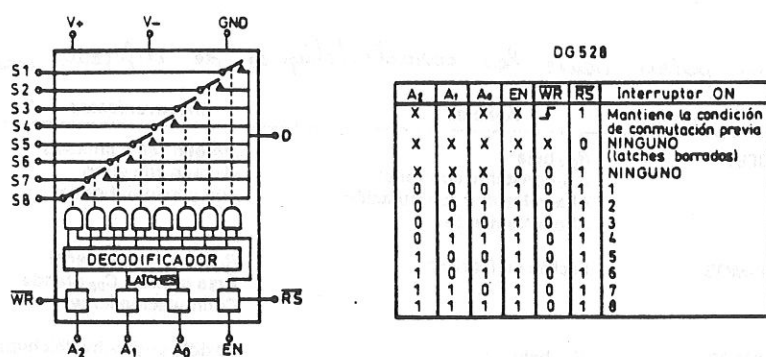 V+ V- GND
S1
S2
S3
S4
S5
S6
S7
S8
D
DECODIFICADOR
LATCHES
WR RS
A2 A1 A0 EN
DG528
A2 A1 A0 EN WR RS Interruptor ON
X X X X 1 Mantiene la condición
de conmutación previa
X X X X X 0 NINGUNO
(latches borrados)
X X X 0 0 1 NINGUNO
0 0 0 1 0 1 1
0 0 1 1 0 1 2
0 1 0 1 0 1 3
0 1 1 1 0 1 4
1 0 0 1 0 1 5
1 0 1 1 0 1 6
1 1 0 1 0 1 7
1 1 1 1 0 1 8